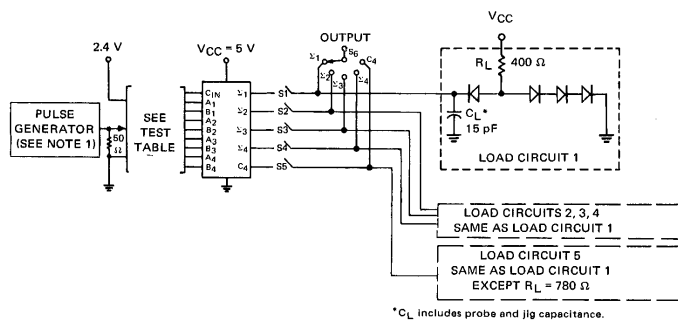 2.4 V
VCC = 5 V
OUTPUT
VCC
S6
Σ1
C4
Σ2
Σ3
Σ4
RL
400 Ω
PULSE
GENERATOR
(SEE NOTE 1)
50
Ω
SEE
TEST
TABLE
CIN
A1
B1
A2
B2
A3
B3
A4
B4
Σ1
Σ2
Σ3
Σ4
C4
S1
S2
S3
S4
S5
CL*
15 pF
LOAD CIRCUIT 1
LOAD CIRCUITS 2, 3, 4
SAME AS LOAD CIRCUIT 1
LOAD CIRCUIT 5
SAME AS LOAD CIRCUIT 1
EXCEPT RL = 780 Ω
*CL includes probe and jig capacitance.